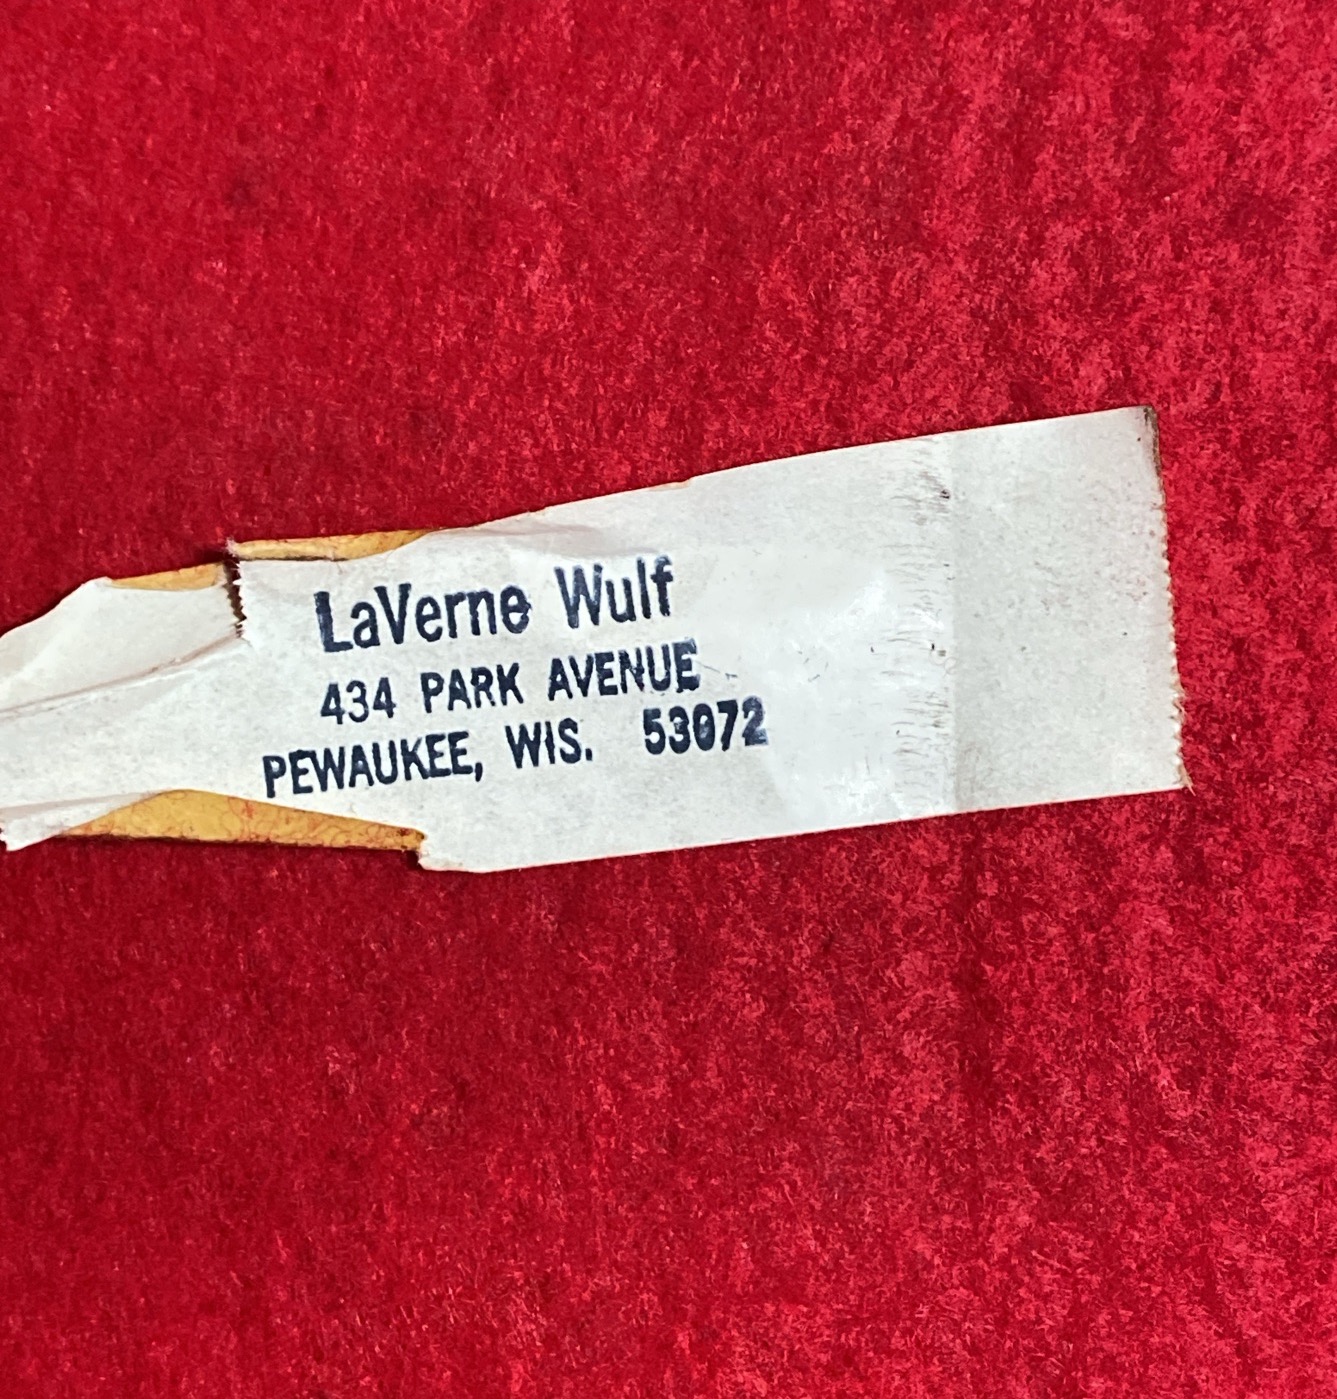 LaVerne Wulf
434 PARK AVENUE
PEWAUKEE, WIS. 53072